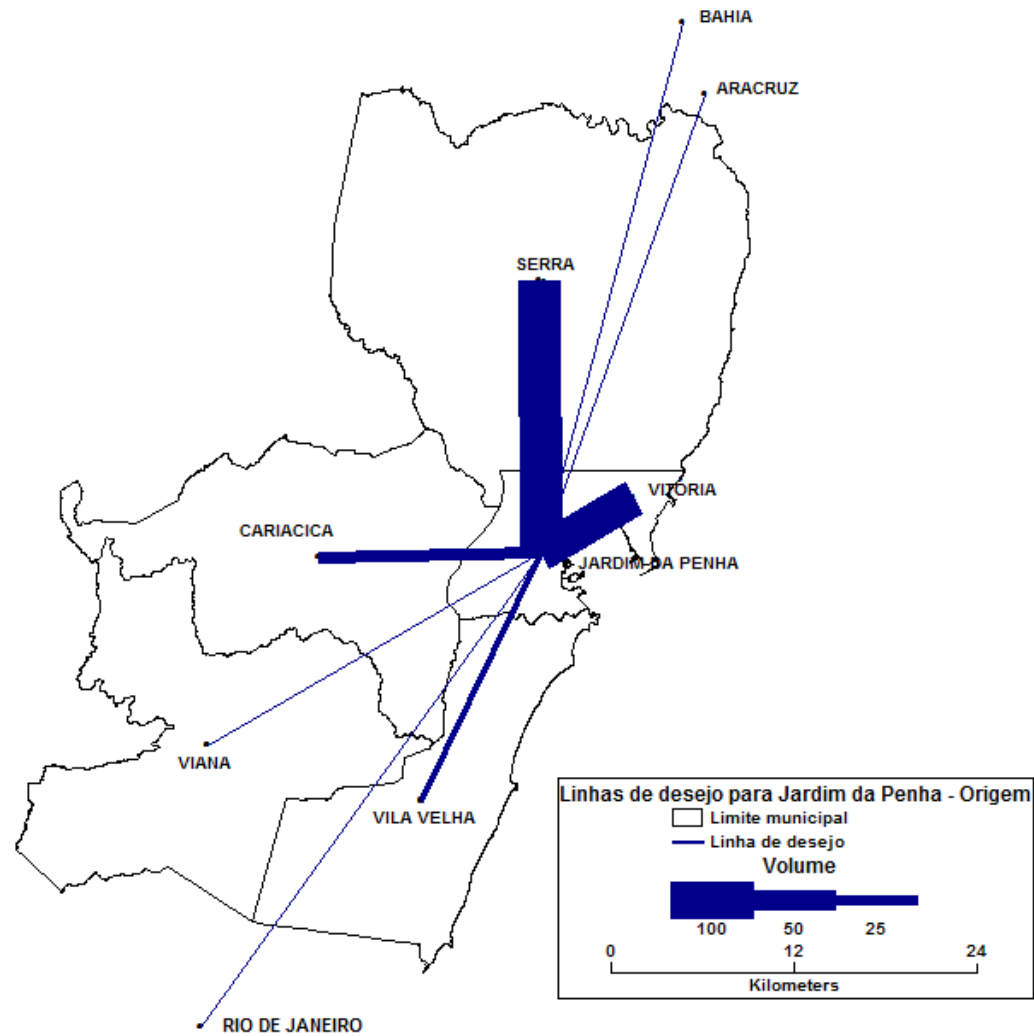 BAHIA
ARACRUZ
SERRA
VITÓRIA
CARIACICA
JARDIM DA PENHA
VIANA
VILA VELHA
RIO DE JANEIRO
Linhas de desejo para Jardim da Penha - Origem
Limite municipal
Linha de desejo
Volume
100 50 25
0 12 24
Kilometers